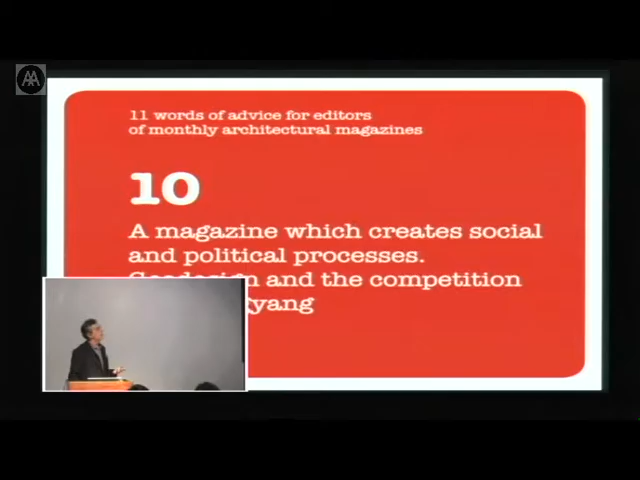 AA
11 words of advice for editors
of monthly architectural magazines
10
A magazine which creates social
and political processes.
and the competition